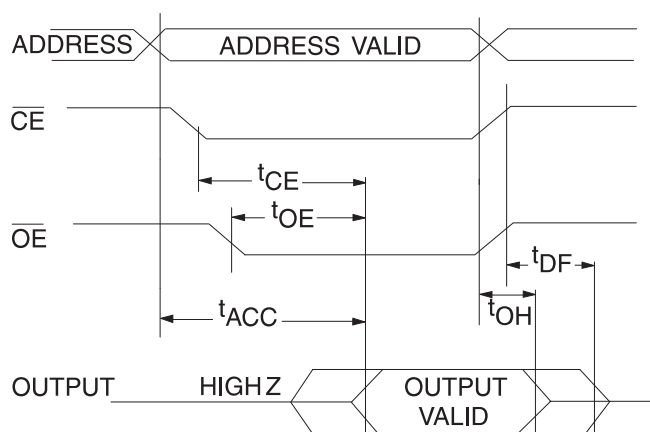 ADDRESS ADDRESS VALID
CE
tCE
tOE
OE
tDF
tACC
tOH
OUTPUT HIGH Z OUTPUT
VALID